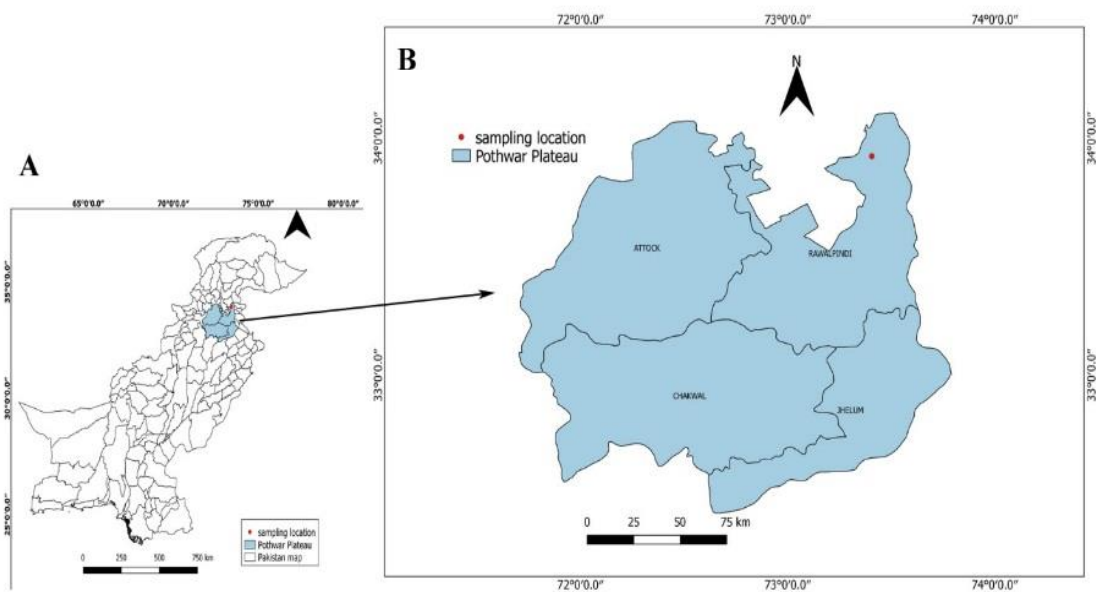 A
65°0'0.0"
70°0'0.0"
75°0'0.0"
80°0'0.0"
35°0'0.0"
30°0'0.0"
25°0'0.0"
sampling location
Pothwar Plateau
Pakistan map
0 250 500 750 km
B
72°0'0.0"
73°0'0.0"
74°0'0.0"
N
sampling location
Pothwar Plateau
34°0'0.0"
34°0'0.0"
33°0'0.0"
33°0'0.0"
ATTOCK
RAWALPINDI
CHAKWAL
JHELUM
0 25 50 75 km
72°0'0.0"
73°0'0.0"
74°0'0.0"